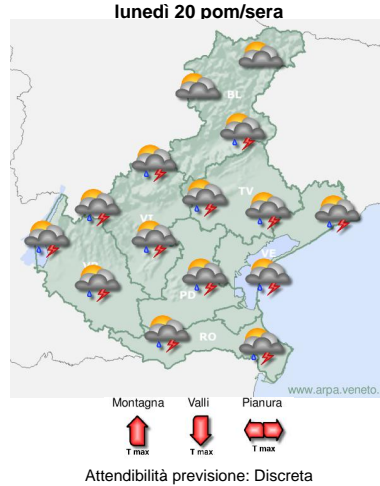 lunedì 20 pom/sera
BL
TV
VI
VR
VE
PD
RO
www.arpa.veneto.
Montagna Valli Pianura
T max T max T max
Attendibilità previsione: Discreta